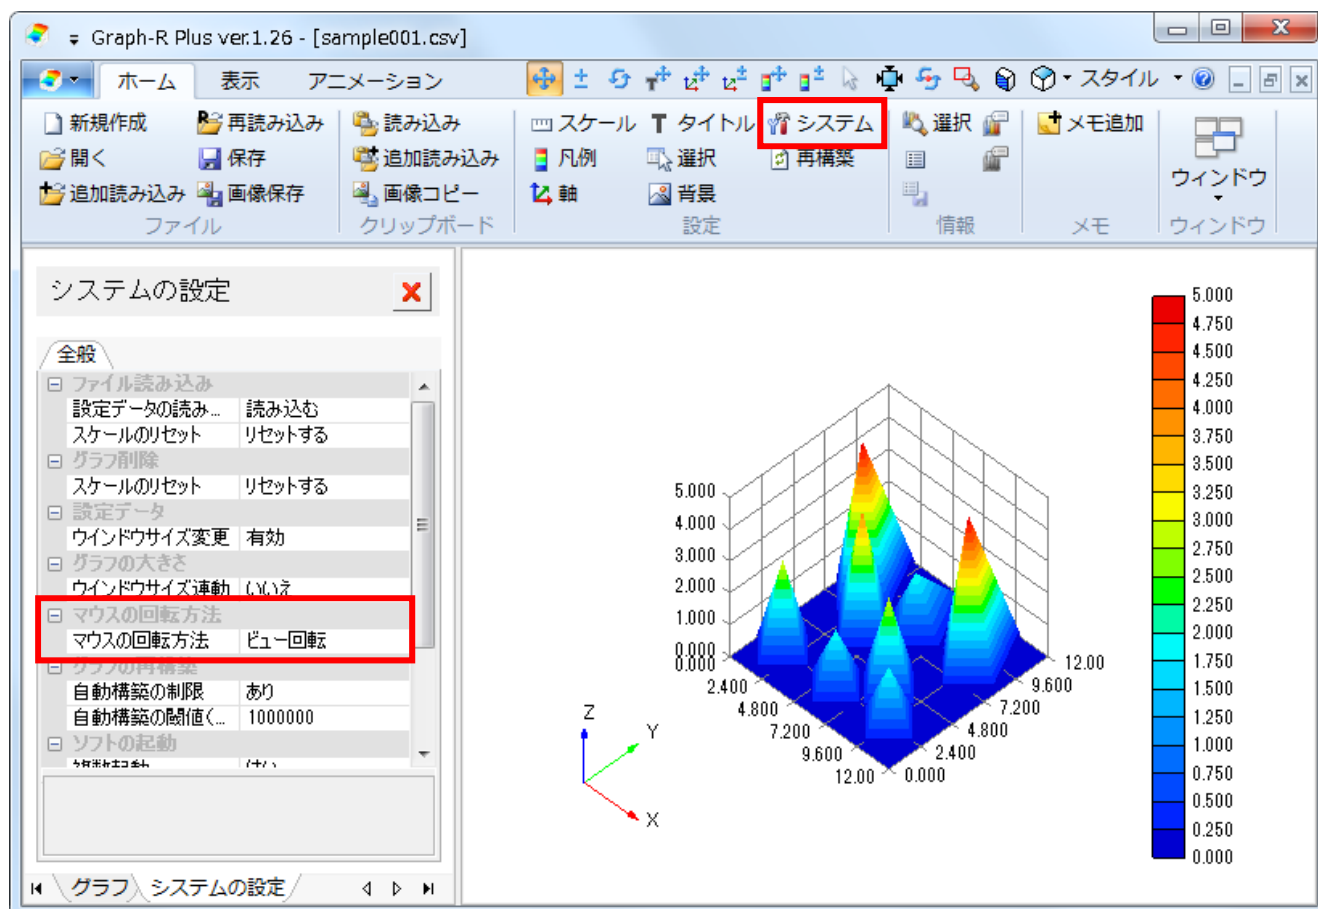 Graph-R Plus ver.1.26 - [sample001.csv]
ホーム 表示 アニメーション スタイル
新規作成 再読み込み 読み込み スケール T タイトル システム 選択 メモ追加
開く 保存 追加読み込み 凡例 選択 再構築
追加読み込み 画像保存 画像コピー 軸 背景 ウィンドウ
ファイル クリップボード 設定 情報 メモ ウィンドウ
システムの設定
全般
ファイル読み込み
設定データの読み... 読み込む
スケールのリセット リセットする
グラフ削除
スケールのリセット リセットする
設定データ
ウインドウサイズ変更 有効
グラフの大きさ
ウインドウサイズ連動 いいえ
マウスの回転方法
マウスの回転方法 ビュー回転
グラフの再構築
自動構築の制限 あり
自動構築の閾値(... 1000000
ソフトの起動
複数起動 はい
グラフ システムの設定
5.000
4.000
3.000
2.000
1.000
0.000
0.000
2.400
4.800
7.200
9.600
12.00
0.000
2.400
4.800
7.200
9.600
12.00
Z
Y
X
5.000
4.750
4.500
4.250
4.000
3.750
3.500
3.250
3.000
2.750
2.500
2.250
2.000
1.750
1.500
1.250
1.000
0.750
0.500
0.250
0.000